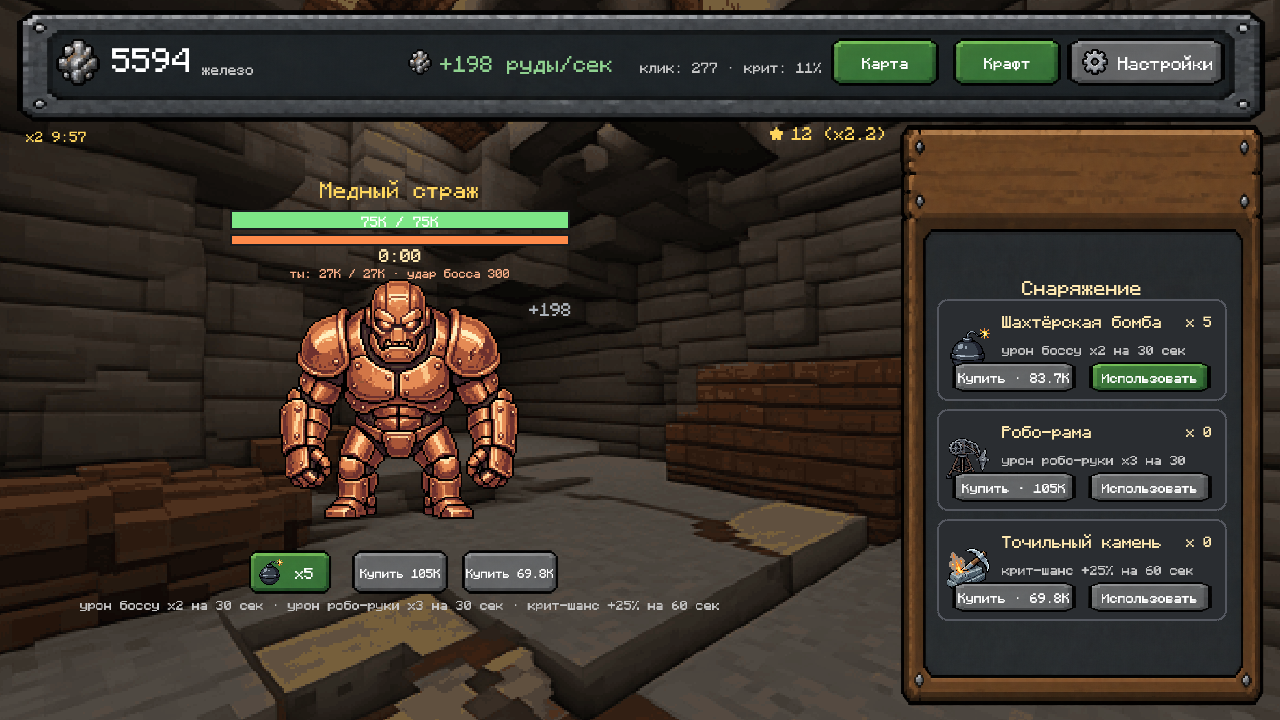 5594 железо
+198 руды/сек
клик: 277 · крит: 11%
Карта
Крафт
Настройки
x2 9:57
12 (x2.2)
Медный страж
75K / 75K
0:00
ты: 27K / 27K · удар босса 300
+198
x5
Купить 105K
Купить 69.8K
урон боссу x2 на 30 сек · урон робо-руки x3 на 30 сек · крит-шанс +25% на 60 сек
Снаряжение
Шахтёрская бомба x 5
урон боссу x2 на 30 сек
Купить · 83.7K
Использовать
Робо-рама x 0
урон робо-руки x3 на 30
Купить · 105K
Использовать
Точильный камень x 0
крит-шанс +25% на 60 сек
Купить · 69.8K
Использовать